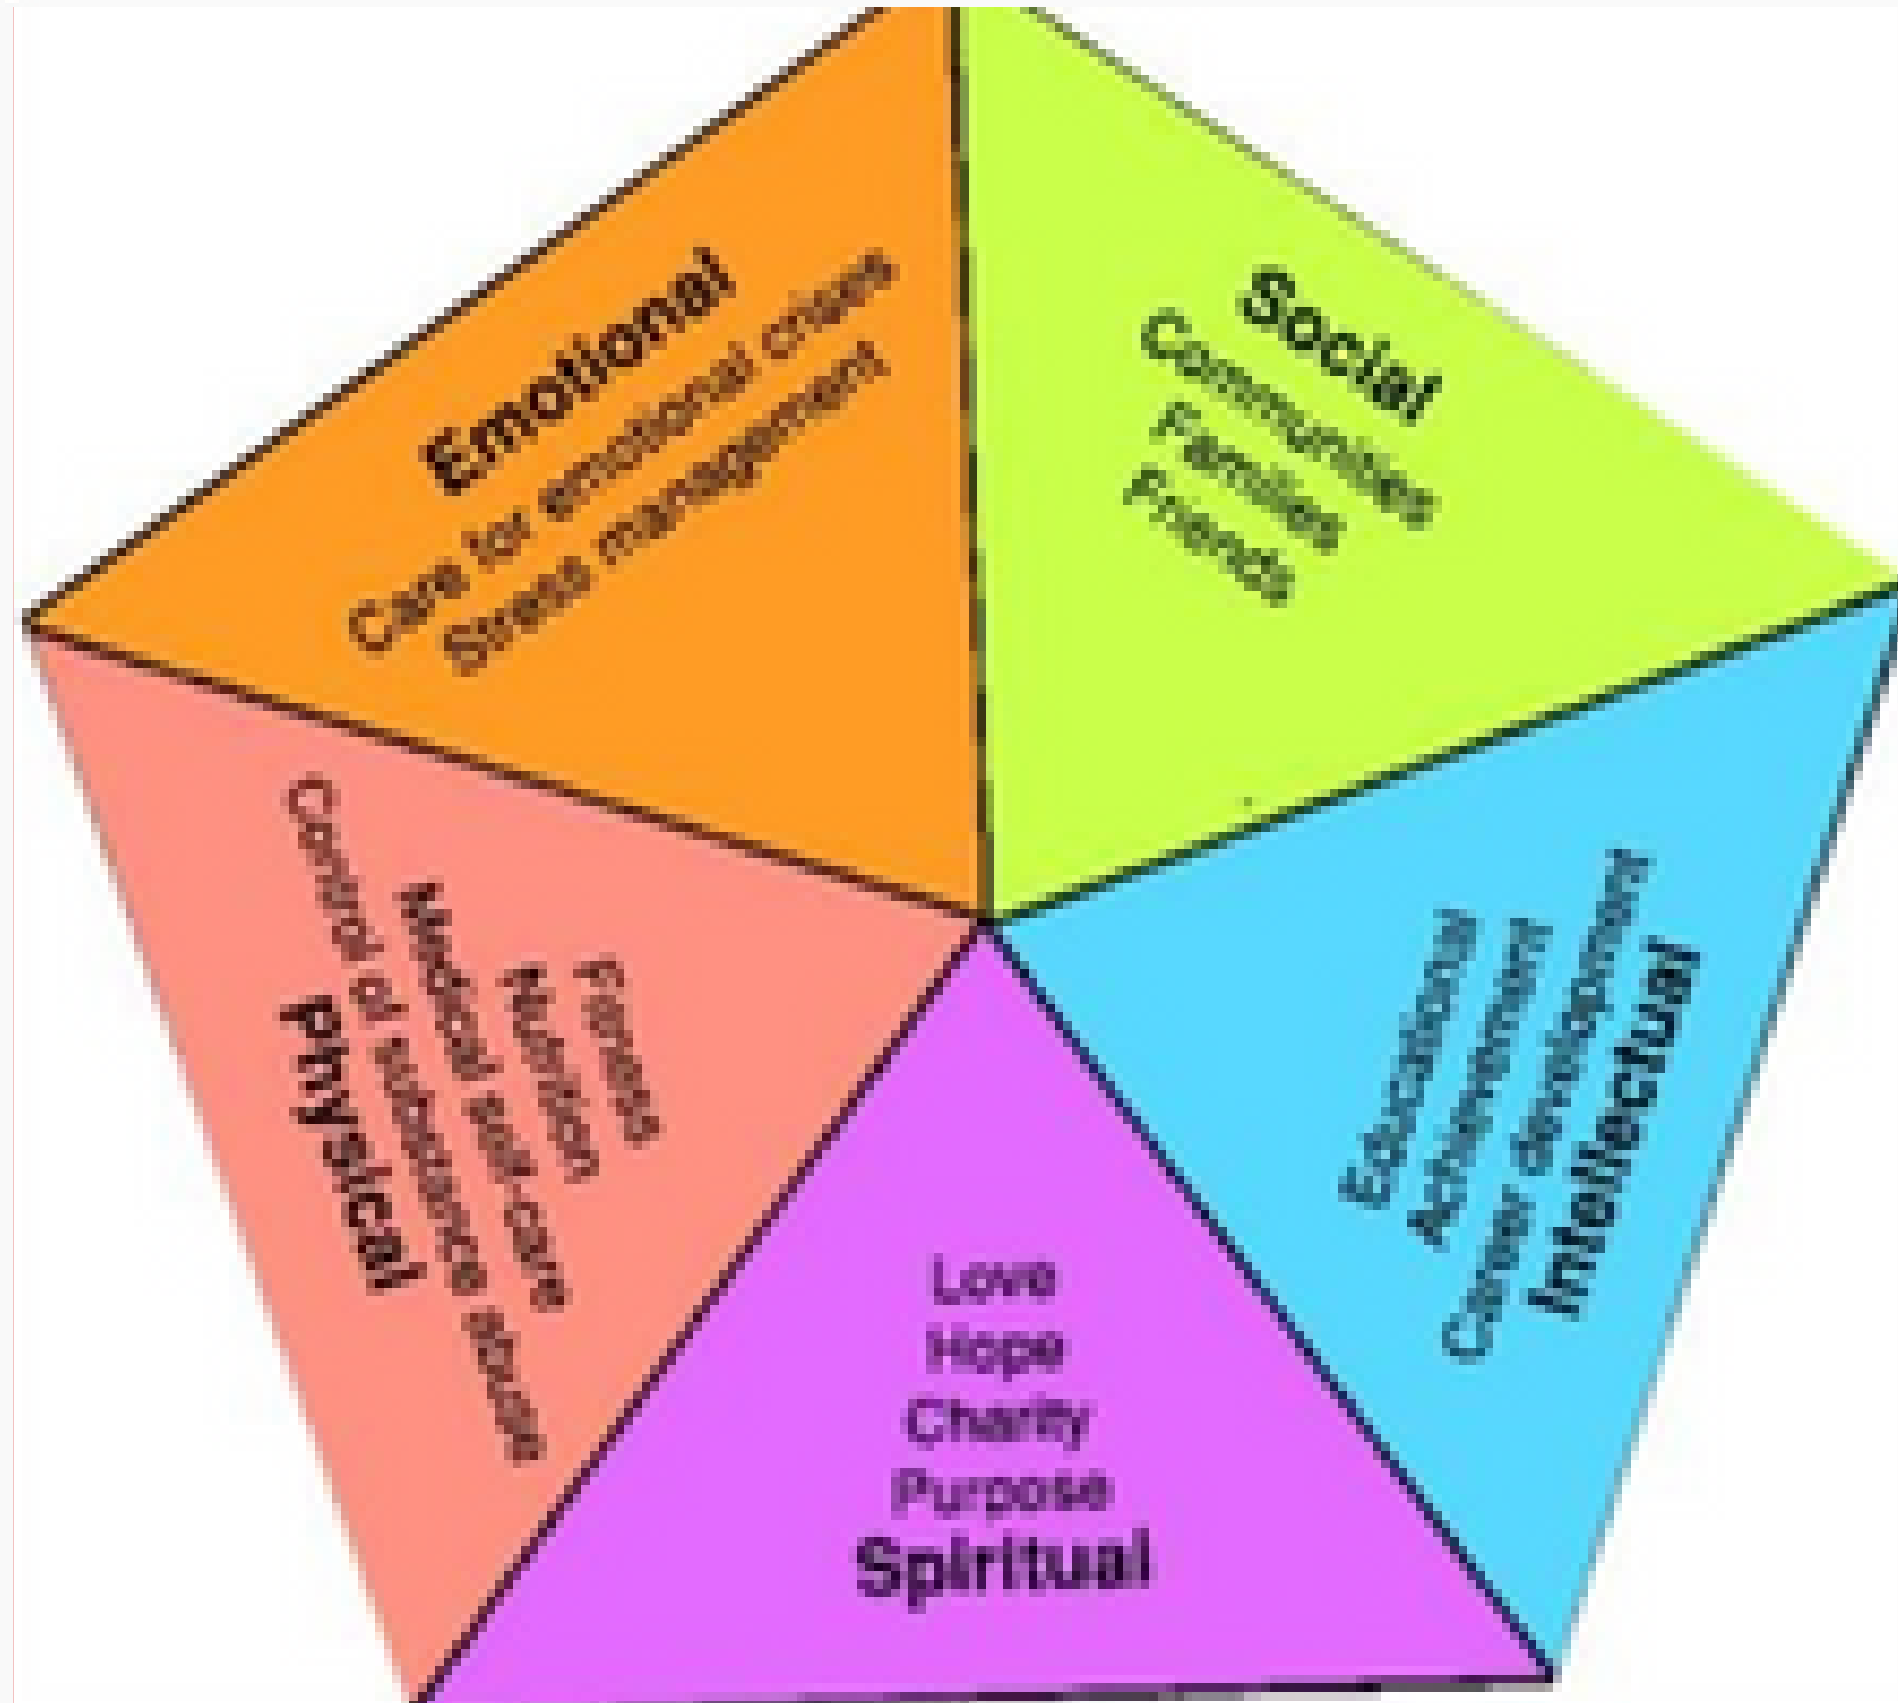 Emotional
Care for emotional crises
Stress management
Social
Communities
Families
Friends
Fitness
Nutrition
Medical self-care
Control of substance abuse
Physical
Educational
Achievement
Career development
Intellectual
Love
Hope
Charity
Purpose
Spiritual